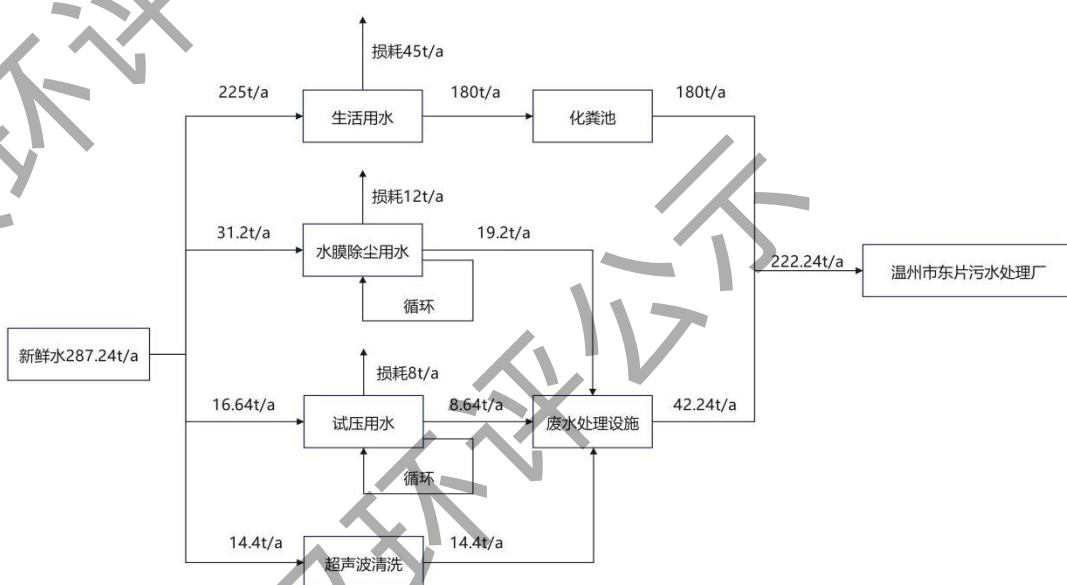 损耗45t/a
225t/a
生活用水
180t/a
化粪池
180t/a
损耗12t/a
31.2t/a
水膜除尘用水
19.2t/a
循环
222.24t/a
温州市东片污水处理厂
新鲜水287.24t/a
损耗8t/a
16.64t/a
试压用水
8.64t/a
废水处理设施
42.24t/a
循环
14.4t/a
超声波清洗
14.4t/a
环评公示